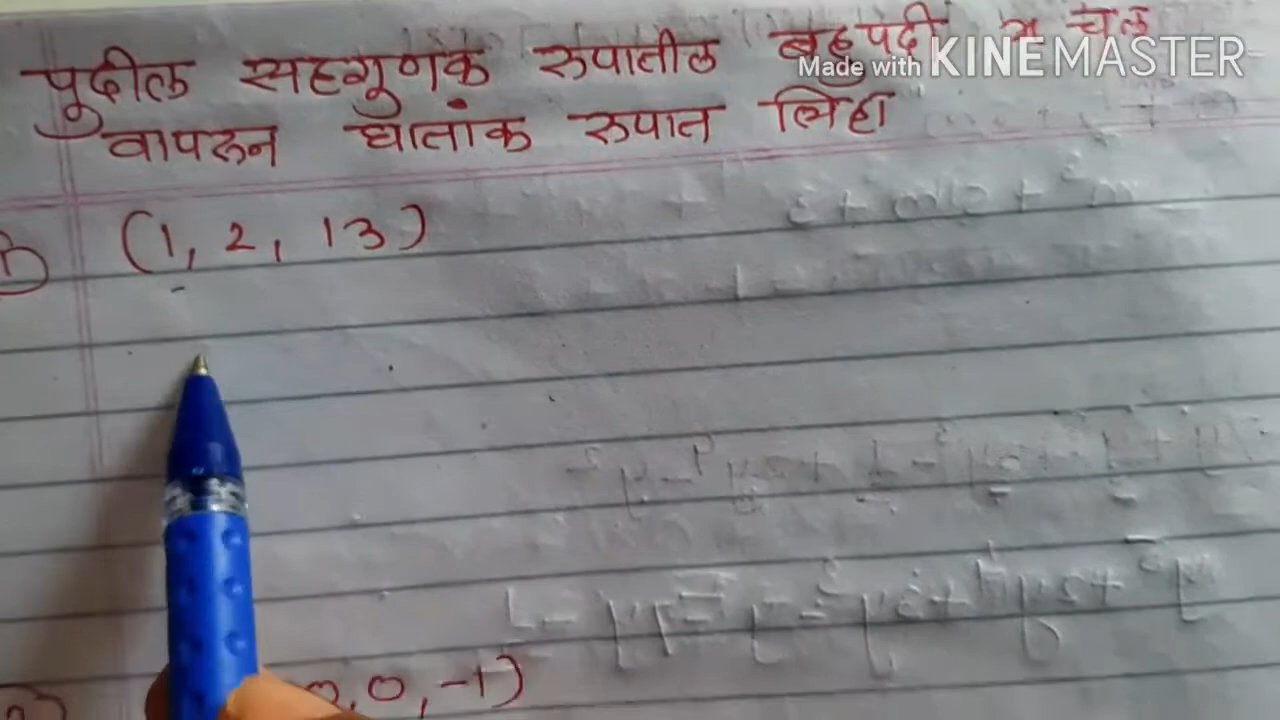 पुढील सहगुणक रुपातील बहुपदी x चल
Made with KINEMASTER
वापरुन घातांक रुपात लिहा
(1, 2, 13)
0, -1)